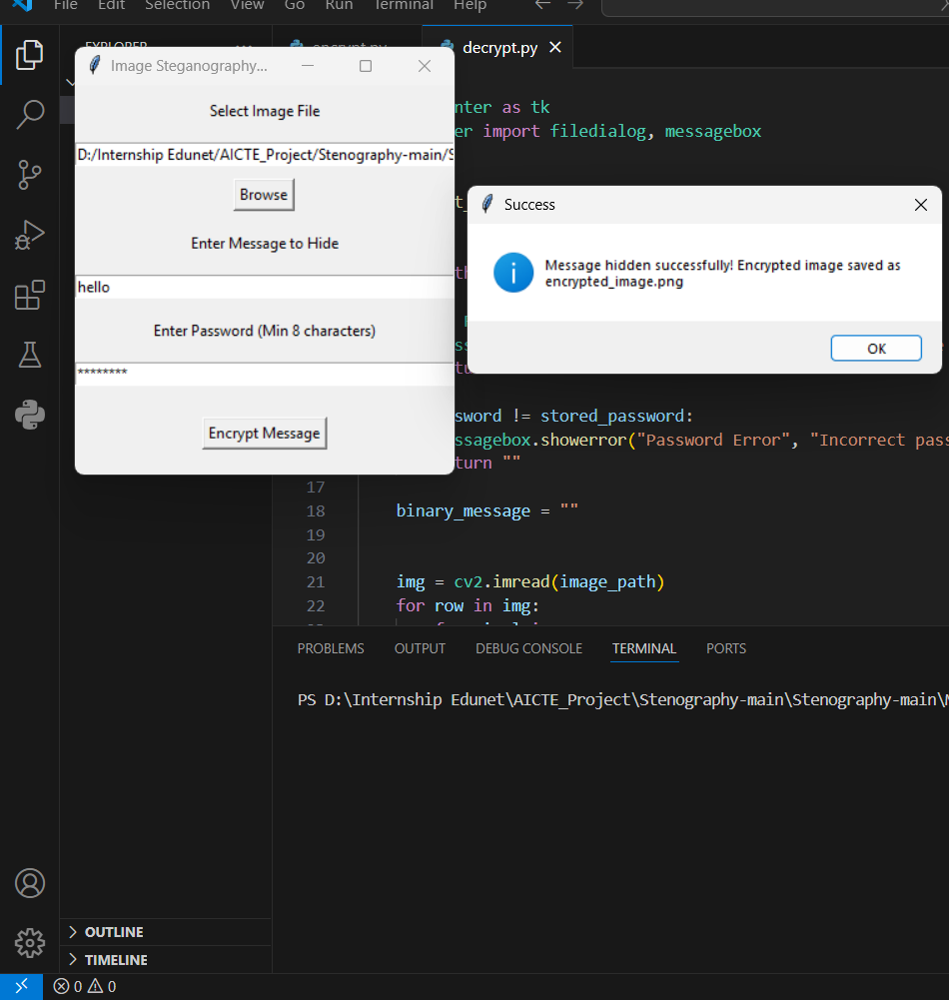 File Edit Selection View Go Run Terminal Help
EXPLORER
encrypt.py
decrypt.py
Image Steganography...
Select Image File
D:/Internship Edunet/AICTE_Project/Stenography-main/S
Browse
Enter Message to Hide
hello
Enter Password (Min 8 characters)
********
Encrypt Message
Success
Message hidden successfully! Encrypted image saved as
encrypted_image.png
OK
nter as tk
er import filedialog, messagebox
sword != stored_password:
ssagebox.showerror("Password Error", "Incorrect pass
turn ""
17
18 binary_message = ""
19
20
21 img = cv2.imread(image_path)
22 for row in img:
PROBLEMS OUTPUT DEBUG CONSOLE TERMINAL PORTS
PS D:\Internship Edunet\AICTE_Project\Stenography-main\Stenography-main\
OUTLINE
TIMELINE
0 0